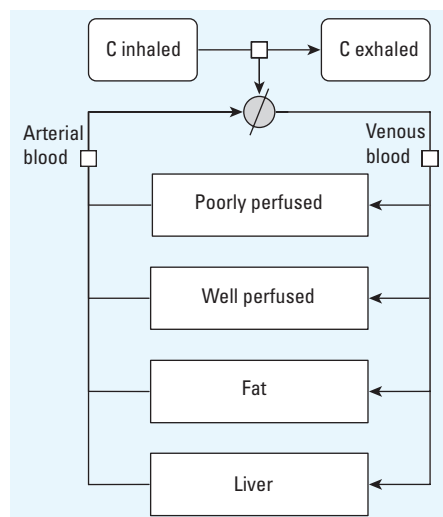 C inhaled
C exhaled
Arterial
blood
Venous
blood
Poorly perfused
Well perfused
Fat
Liver